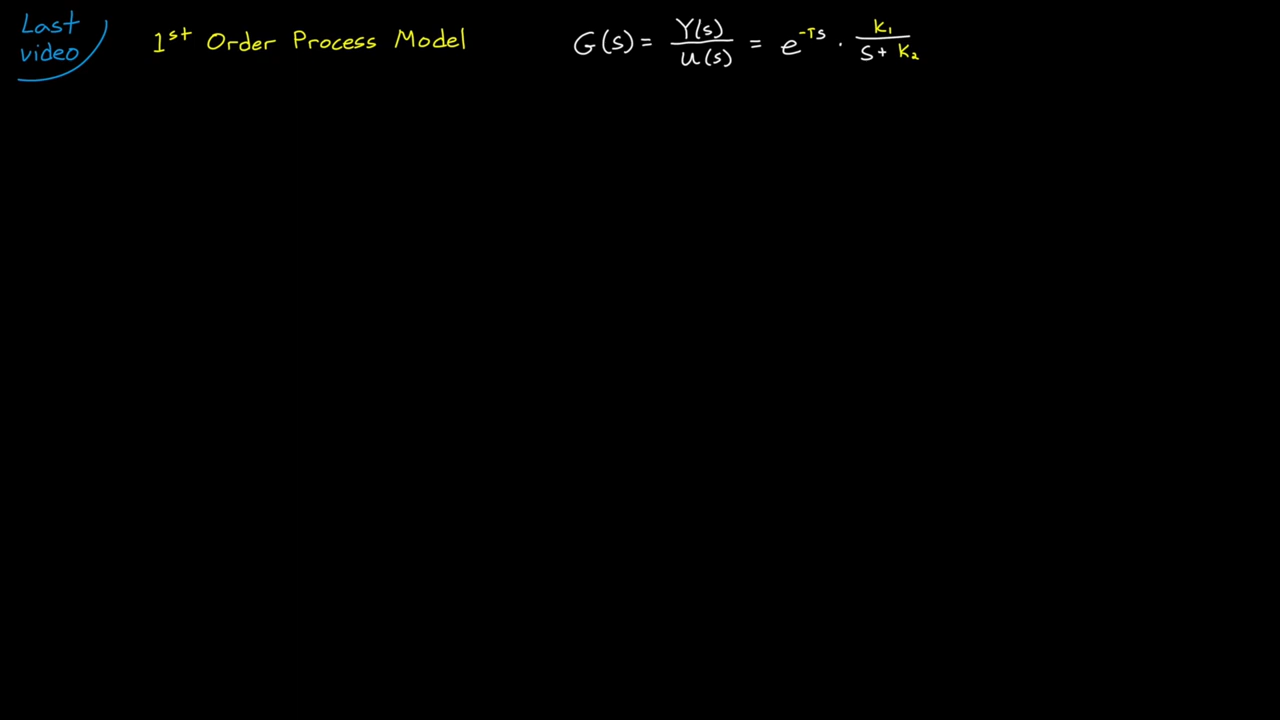 Last video
1st Order Process Model
G(s) = Y(s)/U(s) = e^-Ts · K₁/(s + K₂)